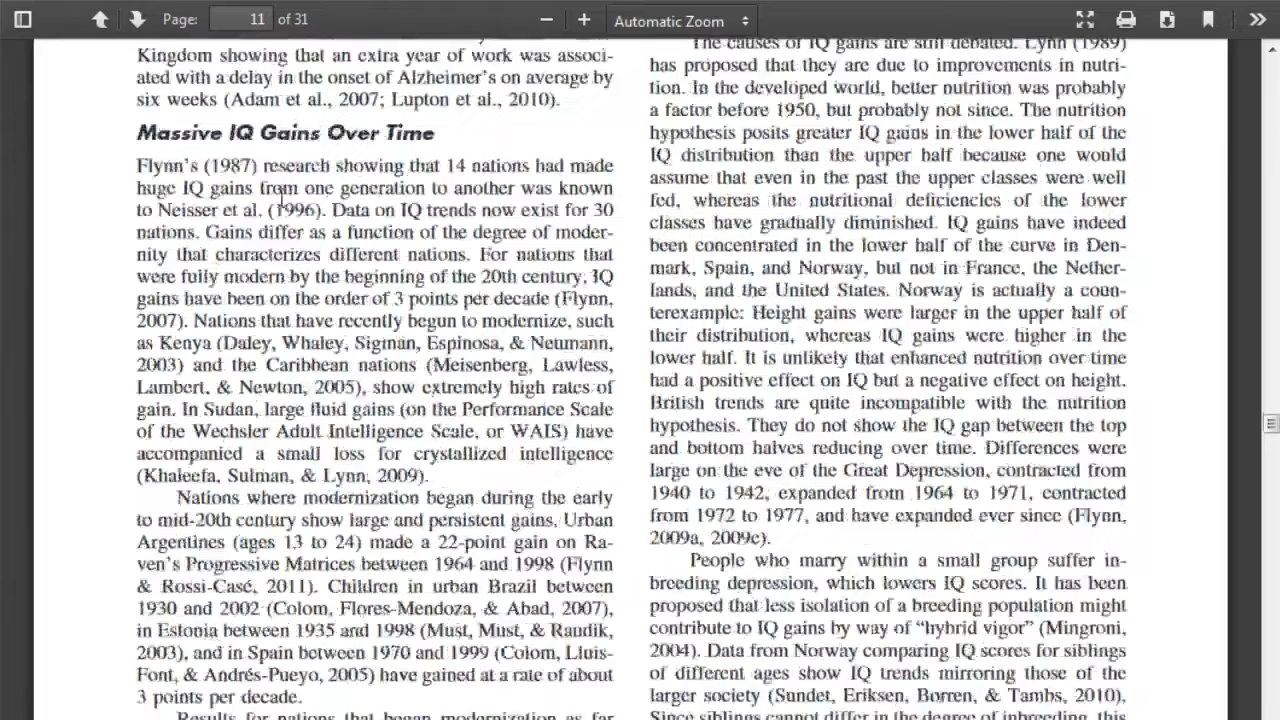 Page: 11 of 31
Automatic Zoom
Kingdom showing that an extra year of work was associ-
ated with a delay in the onset of Alzheimer's on average by
six weeks (Adam et al., 2007; Lupton et al., 2010).
Massive IQ Gains Over Time
Flynn's (1987) research showing that 14 nations had made
huge IQ gains from one generation to another was known
to Neisser et al. (1996). Data on IQ trends now exist for 30
nations. Gains differ as a function of the degree of moder-
nity that characterizes different nations. For nations that
were fully modern by the beginning of the 20th century, IQ
gains have been on the order of 3 points per decade (Flynn,
2007). Nations that have recently begun to modernize, such
as Kenya (Daley, Whaley, Sigman, Espinosa, & Neumann,
2003) and the Caribbean nations (Meisenberg, Lawless,
Lambert, & Newton, 2005), show extremely high rates of
gain. In Sudan, large fluid gains (on the Performance Scale
of the Wechsler Adult Intelligence Scale, or WAIS) have
accompanied a small loss for crystallized intelligence
(Khaleefa, Sulman, & Lynn, 2009).
Nations where modernization began during the early
to mid-20th century show large and persistent gains. Urban
Argentines (ages 13 to 24) made a 22-point gain on Ra-
ven's Progressive Matrices between 1964 and 1998 (Flynn
& Rossi-Casé, 2011). Children in urban Brazil between
1930 and 2002 (Colom, Flores-Mendoza, & Abad, 2007),
in Estonia between 1935 and 1998 (Must, Must, & Raudik,
2003), and in Spain between 1970 and 1999 (Colom, Lluis-
Font, & Andrés-Pueyo, 2005) have gained at a rate of about
3 points per decade.
Results for nations that began modernization as far
The causes of IQ gains are still debated. Lynn (1989)
has proposed that they are due to improvements in nutri-
tion. In the developed world, better nutrition was probably
a factor before 1950, but probably not since. The nutrition
hypothesis posits greater IQ gains in the lower half of the
IQ distribution than the upper half because one would
assume that even in the past the upper classes were well
fed, whereas the nutritional deficiencies of the lower
classes have gradually diminished. IQ gains have indeed
been concentrated in the lower half of the curve in Den-
mark, Spain, and Norway, but not in France, the Nether-
lands, and the United States. Norway is actually a coun-
terexample: Height gains were larger in the upper half of
their distribution, whereas IQ gains were higher in the
lower half. It is unlikely that enhanced nutrition over time
had a positive effect on IQ but a negative effect on height.
British trends are quite incompatible with the nutrition
hypothesis. They do not show the IQ gap between the top
and bottom halves reducing over time. Differences were
large on the eve of the Great Depression, contracted from
1940 to 1942, expanded from 1964 to 1971, contracted
from 1972 to 1977, and have expanded ever since (Flynn,
2009a, 2009c).
People who marry within a small group suffer in-
breeding depression, which lowers IQ scores. It has been
proposed that less isolation of a breeding population might
contribute to IQ gains by way of "hybrid vigor" (Mingroni,
2004). Data from Norway comparing IQ scores for siblings
of different ages show IQ trends mirroring those of the
larger society (Sundet, Eriksen, Borren, & Tambs, 2010).
Since siblings cannot differ in the degree of inbreeding, this